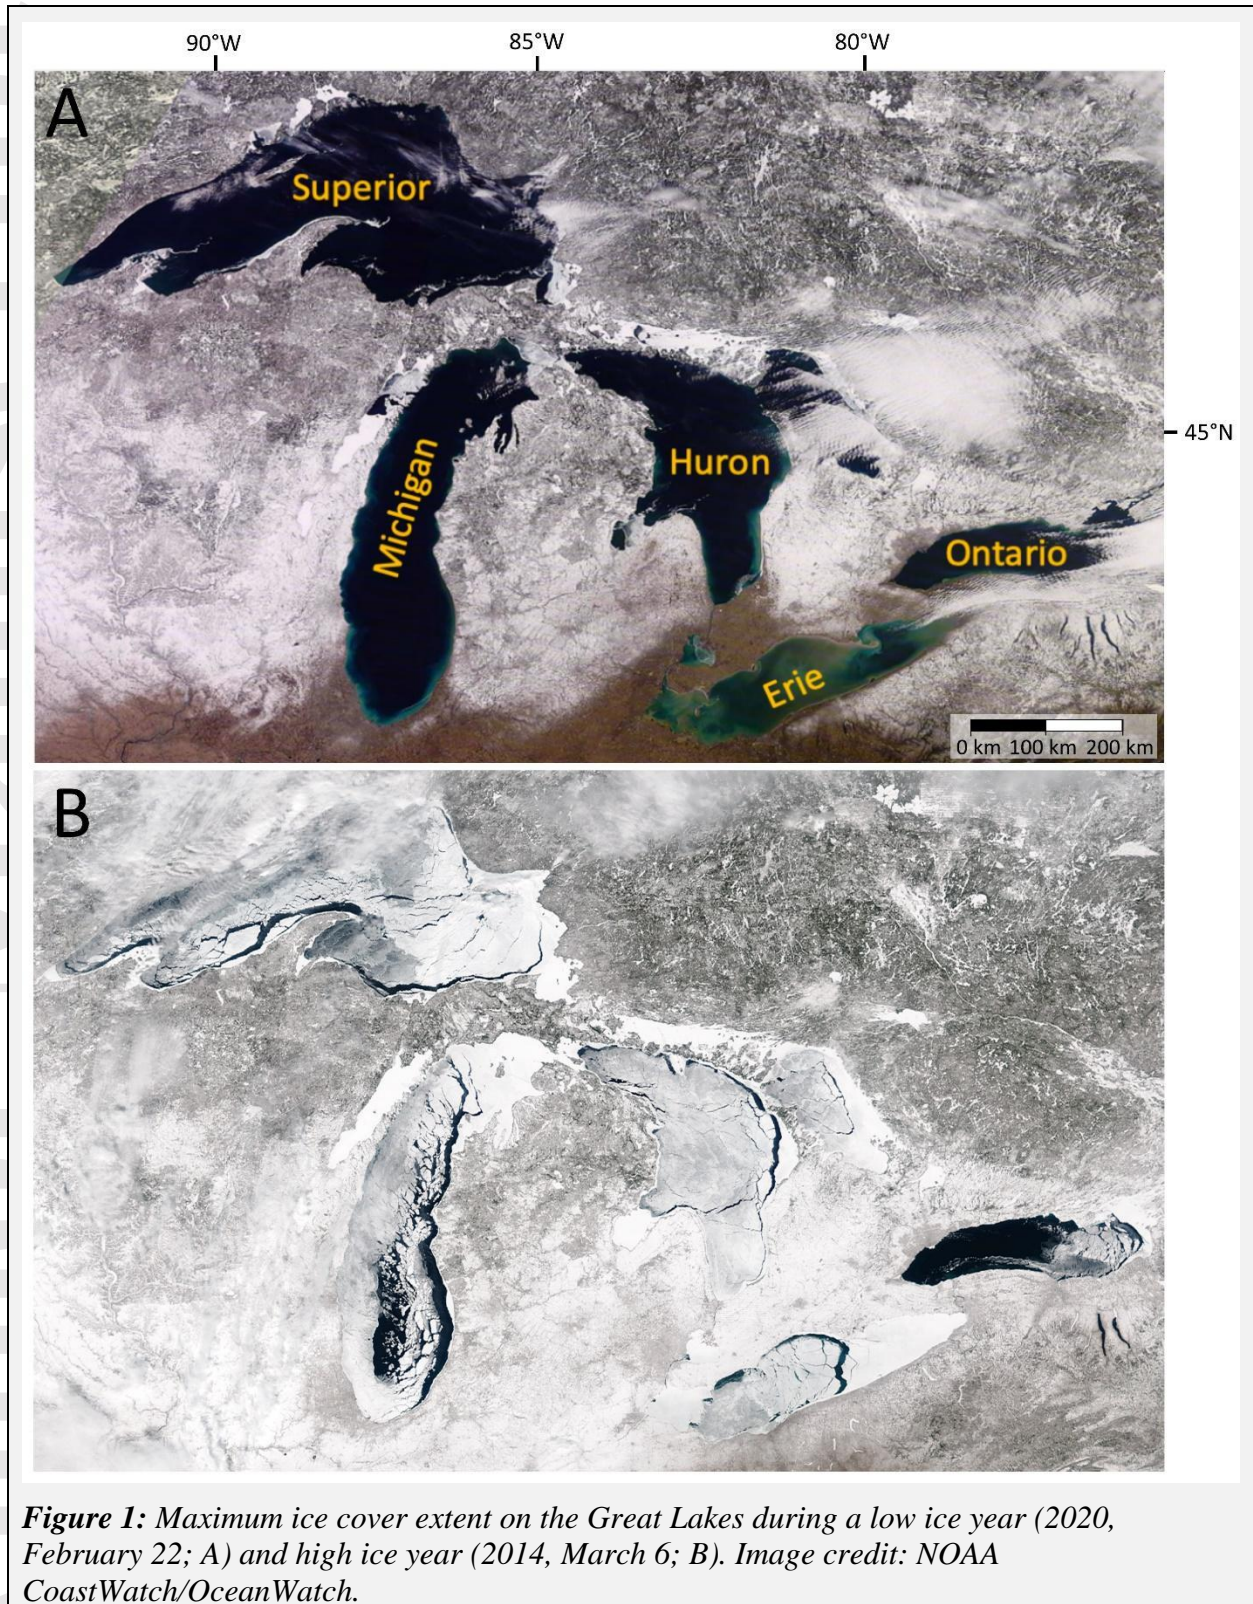 90°W 85°W 80°W
A
Superior
45°N
Michigan
Huron
Ontario
Erie
0 km 100 km 200 km
B
Figure 1: Maximum ice cover extent on the Great Lakes during a low ice year (2020,
February 22; A) and high ice year (2014, March 6; B). Image credit: NOAA
CoastWatch/OceanWatch.